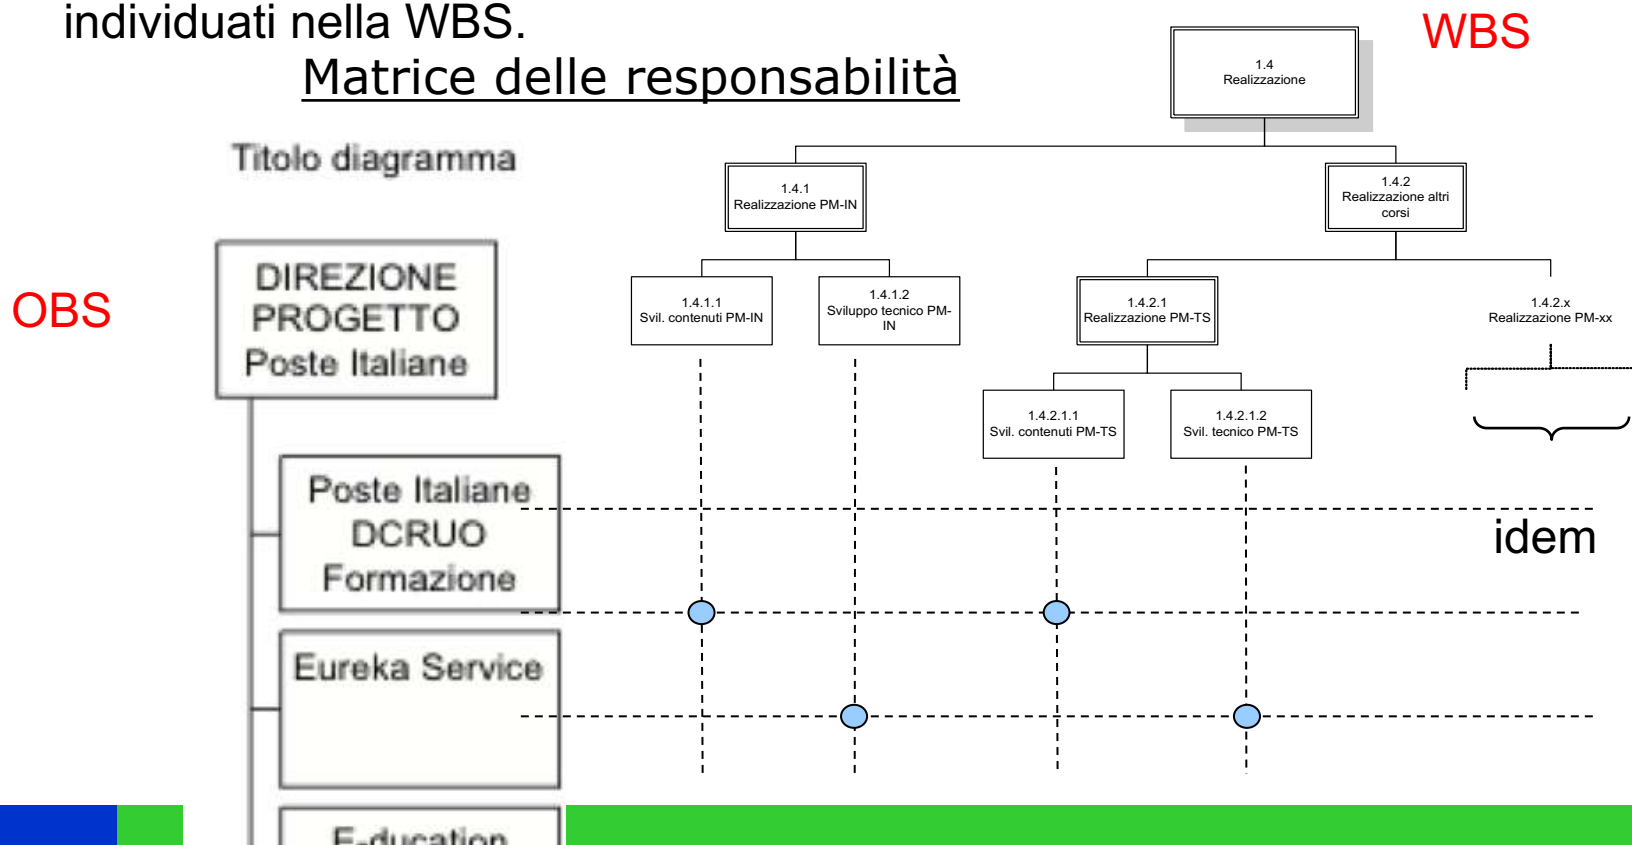 individuati nella WBS.
WBS
Matrice delle responsabilità
1.4
Realizzazione
Titolo diagramma
1.4.1
Realizzazione PM-IN
1.4.2
Realizzazione altri
corsi
OBS
DIREZIONE
PROGETTO
Poste Italiane
1.4.1.1
Svil. contenuti PM-IN
1.4.1.2
Sviluppo tecnico PM-
IN
1.4.2.1
Realizzazione PM-TS
1.4.2.x
Realizzazione PM-xx
1.4.2.1.1
Svil. contenuti PM-TS
1.4.2.1.2
Svil. tecnico PM-TS
Poste Italiane
DCRUO
Formazione
idem
Eureka Service
E-ducation